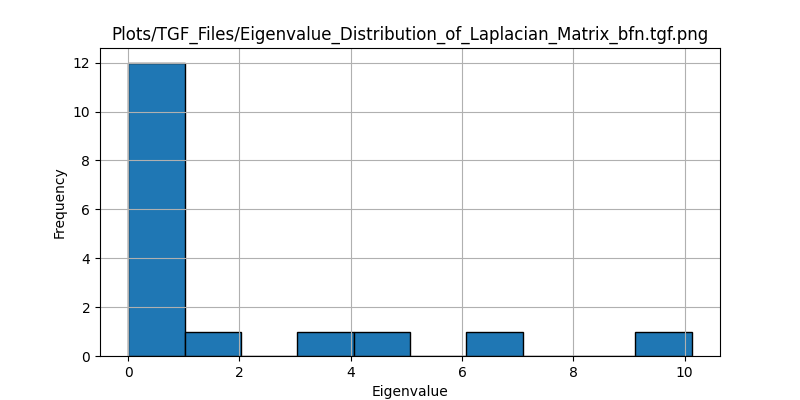 Plots/TGF_Files/Eigenvalue_Distribution_of_Laplacian_Matrix_bfn.tgf.png
12
10
8
6
4
2
0
Frequency
0 2 4 6 8 10
Eigenvalue